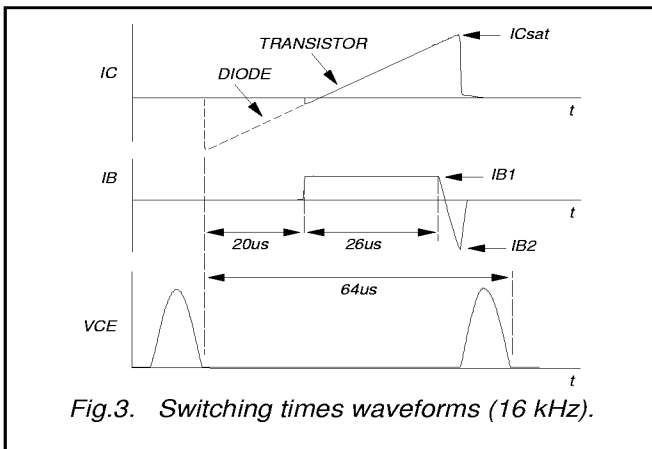 ICsat
TRANSISTOR
IC
DIODE
t
IB
IB1
t
20us
26us
IB2
64us
VCE
t
Fig.3. Switching times waveforms (16 kHz).